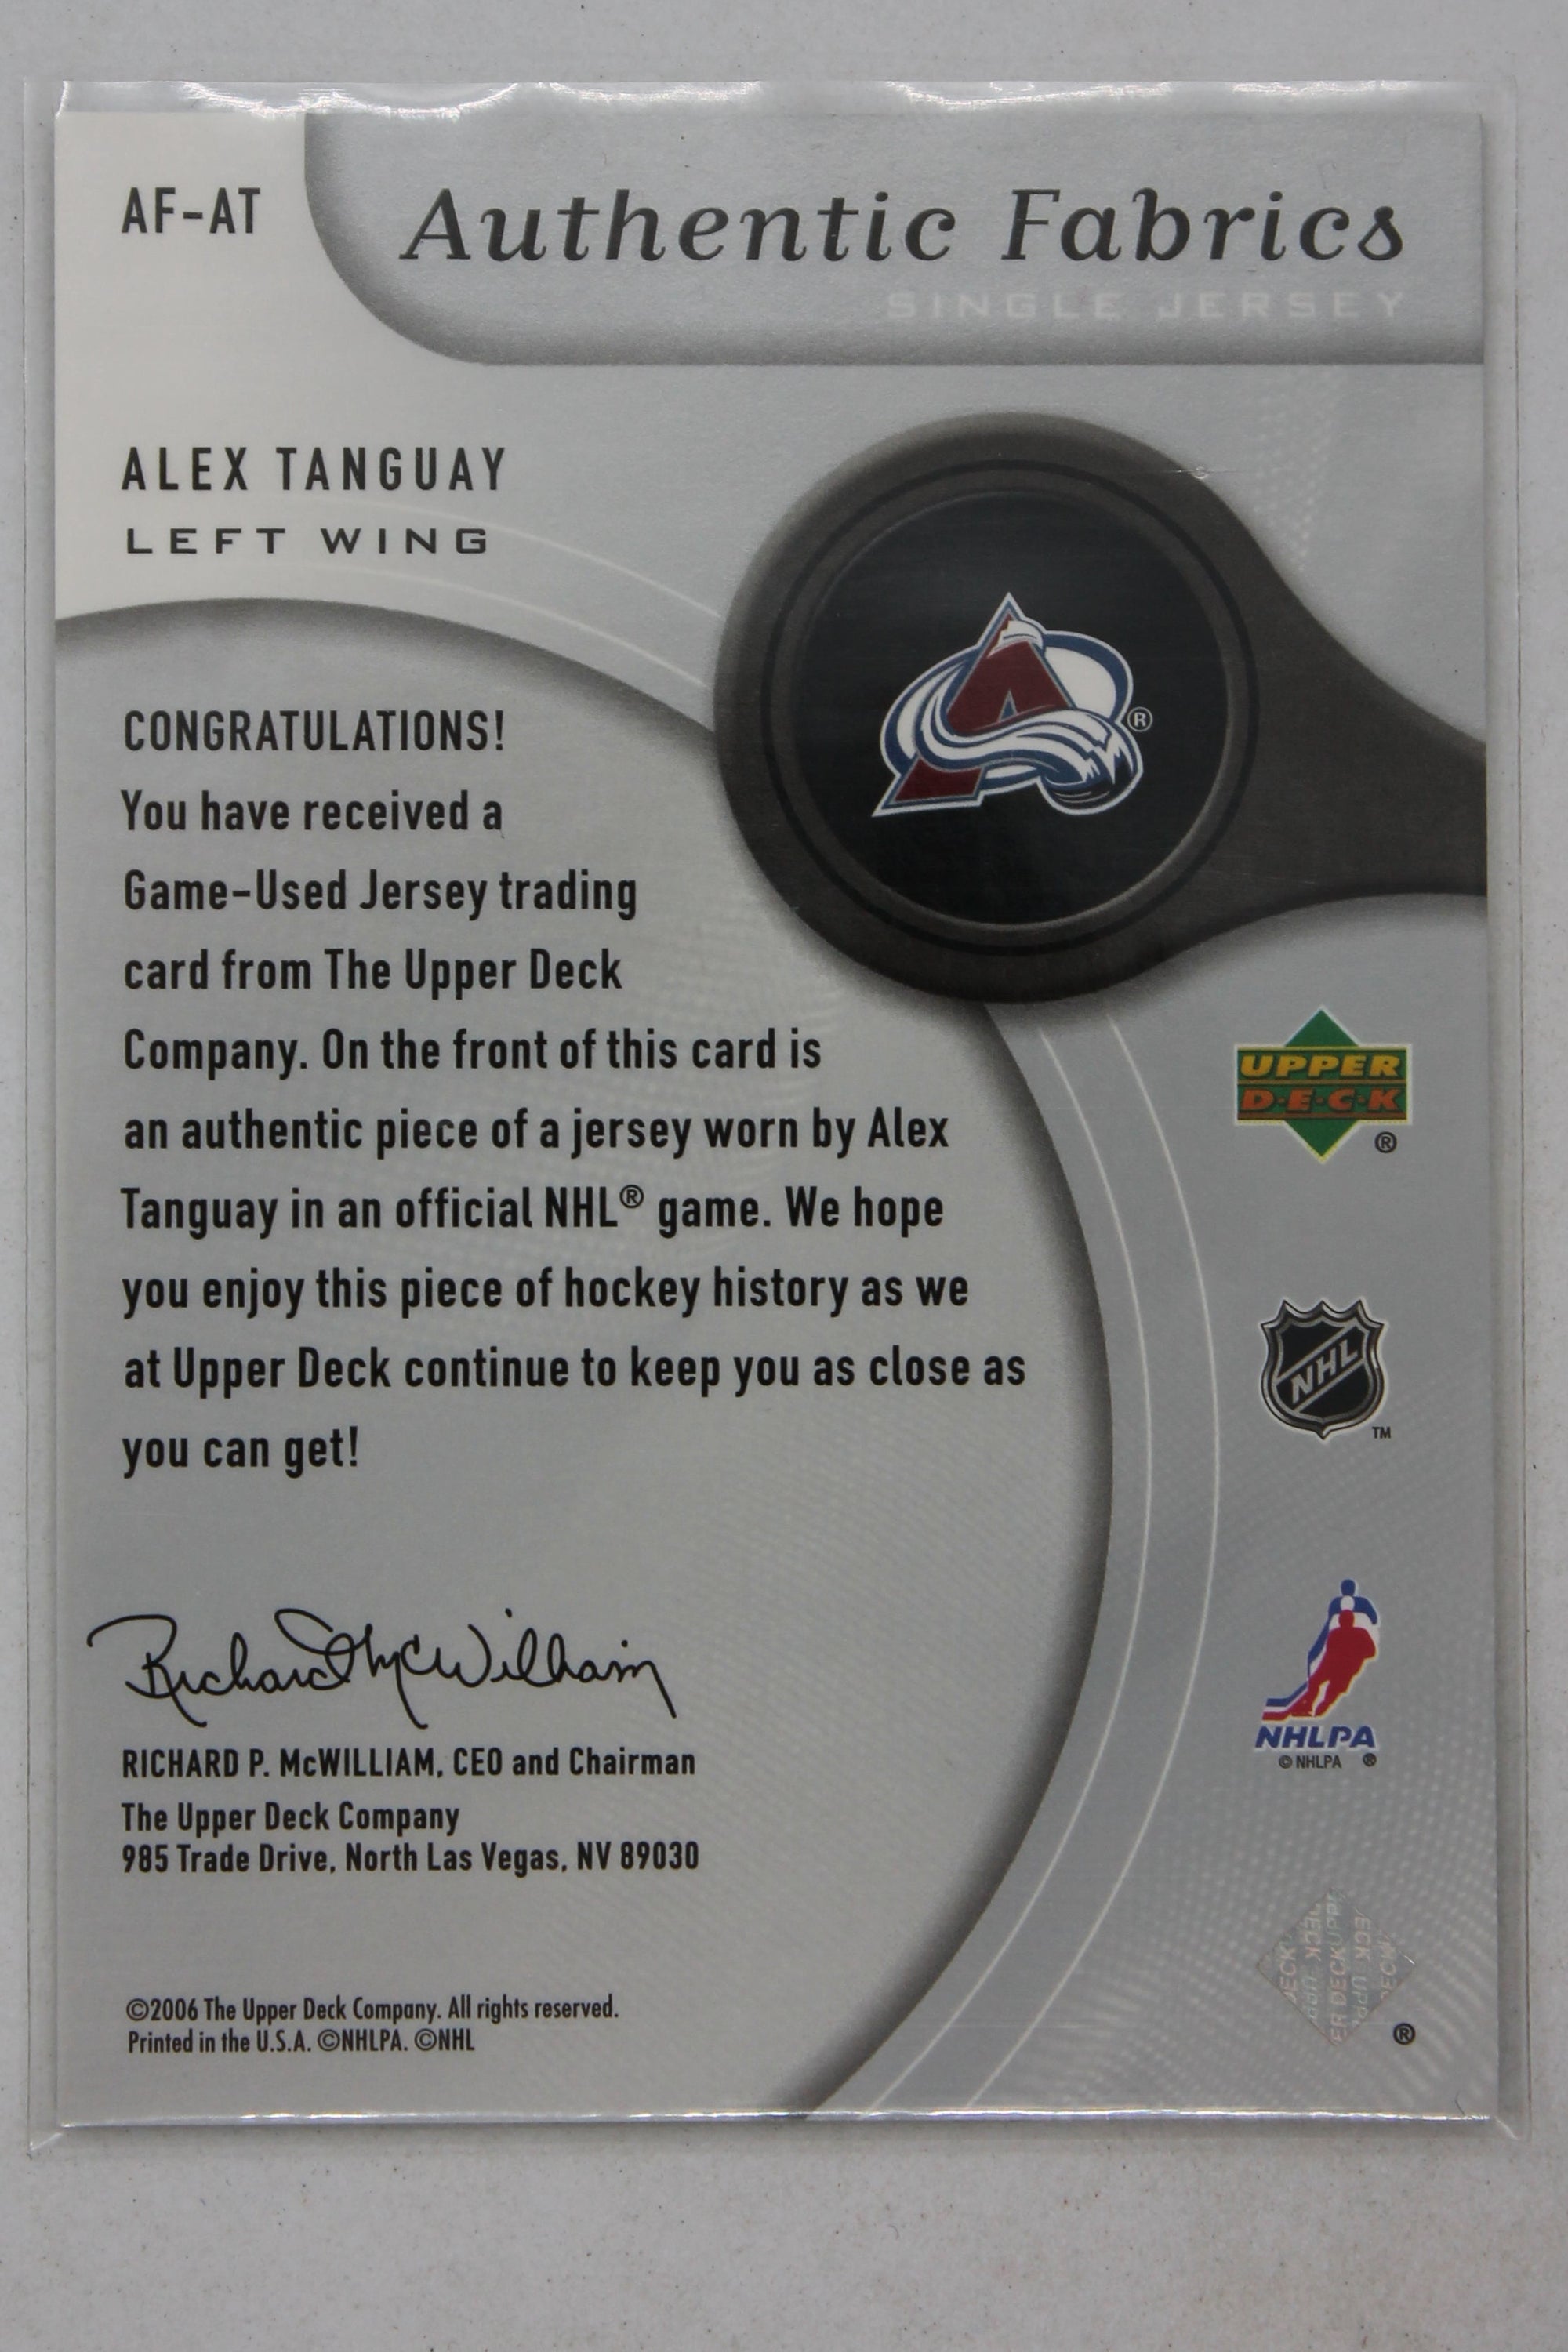 AF-AT
Authentic Fabrics
SINGLE JERSEY
ALEX TANGUAY
LEFT WING
®
CONGRATULATIONS!
You have received a
Game-Used Jersey trading
card from The Upper Deck
Company. On the front of this card is
an authentic piece of a jersey worn by Alex
Tanguay in an official NHL® game. We hope
you enjoy this piece of hockey history as we
at Upper Deck continue to keep you as close as
you can get!
UPPER
D·E·C·K
®
NHL
TM
NHLPA
© NHLPA ®
Richard McWilliam
RICHARD P. McWILLIAM, CEO and Chairman
The Upper Deck Company
985 Trade Drive, North Las Vegas, NV 89030
©2006 The Upper Deck Company. All rights reserved.
Printed in the U.S.A. ©NHLPA. ©NHL
®